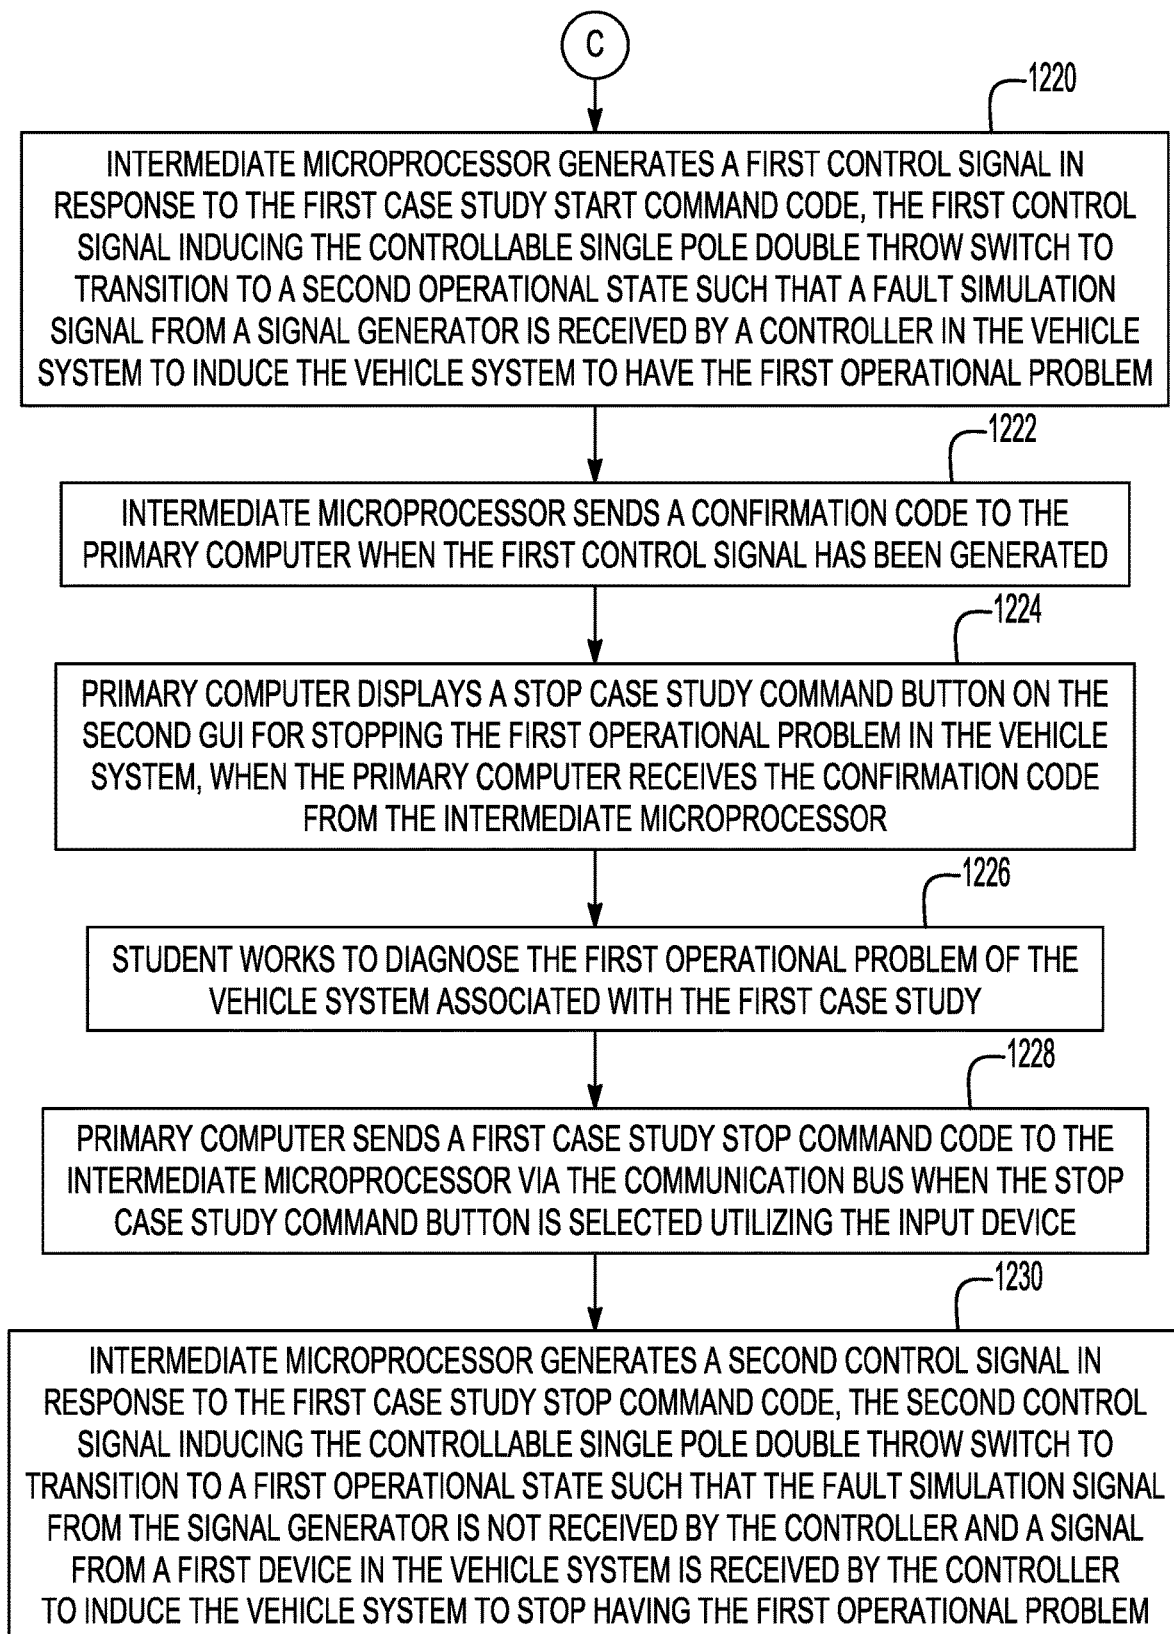 C
1220
INTERMEDIATE MICROPROCESSOR GENERATES A FIRST CONTROL SIGNAL IN
RESPONSE TO THE FIRST CASE STUDY START COMMAND CODE, THE FIRST CONTROL
SIGNAL INDUCING THE CONTROLLABLE SINGLE POLE DOUBLE THROW SWITCH TO
TRANSITION TO A SECOND OPERATIONAL STATE SUCH THAT A FAULT SIMULATION
SIGNAL FROM A SIGNAL GENERATOR IS RECEIVED BY A CONTROLLER IN THE VEHICLE
SYSTEM TO INDUCE THE VEHICLE SYSTEM TO HAVE THE FIRST OPERATIONAL PROBLEM
1222
INTERMEDIATE MICROPROCESSOR SENDS A CONFIRMATION CODE TO THE
PRIMARY COMPUTER WHEN THE FIRST CONTROL SIGNAL HAS BEEN GENERATED
1224
PRIMARY COMPUTER DISPLAYS A STOP CASE STUDY COMMAND BUTTON ON THE
SECOND GUI FOR STOPPING THE FIRST OPERATIONAL PROBLEM IN THE VEHICLE
SYSTEM, WHEN THE PRIMARY COMPUTER RECEIVES THE CONFIRMATION CODE
FROM THE INTERMEDIATE MICROPROCESSOR
1226
STUDENT WORKS TO DIAGNOSE THE FIRST OPERATIONAL PROBLEM OF THE
VEHICLE SYSTEM ASSOCIATED WITH THE FIRST CASE STUDY
1228
PRIMARY COMPUTER SENDS A FIRST CASE STUDY STOP COMMAND CODE TO THE
INTERMEDIATE MICROPROCESSOR VIA THE COMMUNICATION BUS WHEN THE STOP
CASE STUDY COMMAND BUTTON IS SELECTED UTILIZING THE INPUT DEVICE
1230
INTERMEDIATE MICROPROCESSOR GENERATES A SECOND CONTROL SIGNAL IN
RESPONSE TO THE FIRST CASE STUDY STOP COMMAND CODE, THE SECOND CONTROL
SIGNAL INDUCING THE CONTROLLABLE SINGLE POLE DOUBLE THROW SWITCH TO
TRANSITION TO A FIRST OPERATIONAL STATE SUCH THAT THE FAULT SIMULATION SIGNAL
FROM THE SIGNAL GENERATOR IS NOT RECEIVED BY THE CONTROLLER AND A SIGNAL
FROM A FIRST DEVICE IN THE VEHICLE SYSTEM IS RECEIVED BY THE CONTROLLER
TO INDUCE THE VEHICLE SYSTEM TO STOP HAVING THE FIRST OPERATIONAL PROBLEM